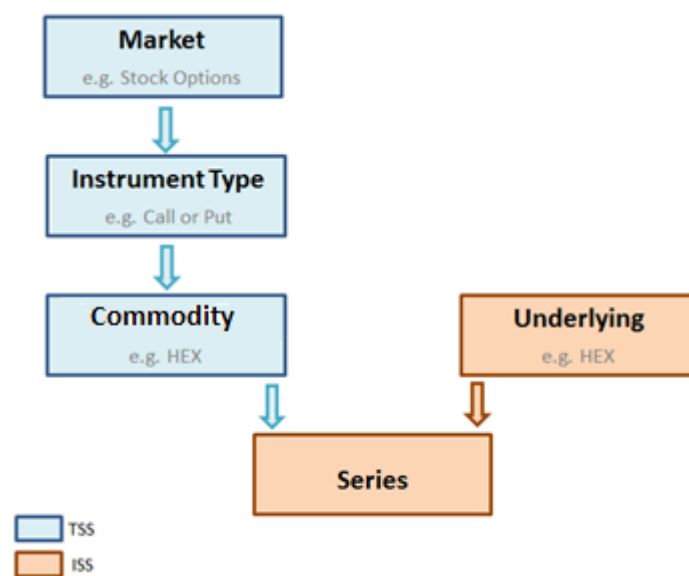 Market
e.g. Stock Options
Instrument Type
e.g. Call or Put
Commodity
e.g. HEX
Underlying
e.g. HEX
Series
TSS
ISS